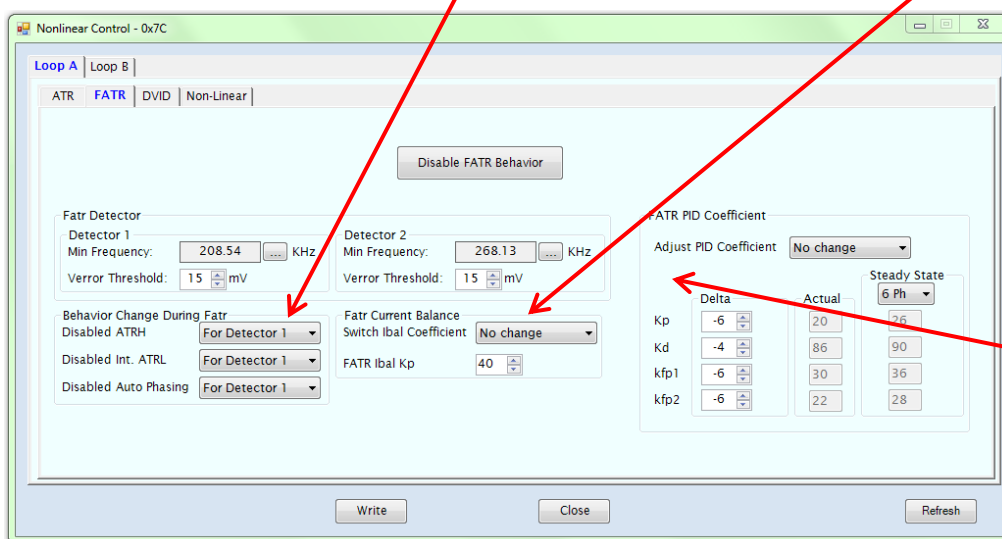 Nonlinear Control - 0x7C
Loop A Loop B
ATR FATR DVID Non-Linear
Disable FATR Behavior
Fatr Detector
Detector 1
Min Frequency: 208.54 ... KHz
Verror Threshold: 15 mV
Detector 2
Min Frequency: 268.13 ... KHz
Verror Threshold: 15 mV
Behavior Change During Fatr
Disabled ATRH For Detector 1
Disabled Int. ATRL For Detector 1
Disabled Auto Phasing For Detector 1
Fatr Current Balance
Switch Ibal Coefficient No change
FATR Ibal Kp 40
FATR PID Coefficient
Adjust PID Coefficient No change
Steady State
Delta Actual 6 Ph
Kp -6 20 26
Kd -4 86 90
kfp1 -6 30 36
kfp2 -6 22 28
Write Close Refresh